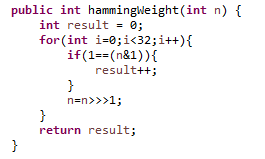 public int hammingWeight(int n) {
    int result = 0;
    for(int i=0;i<32;i++){
        if(1==(n&1)){
            result++;
        }
        n=n>>>1;
    }
    return result;
}